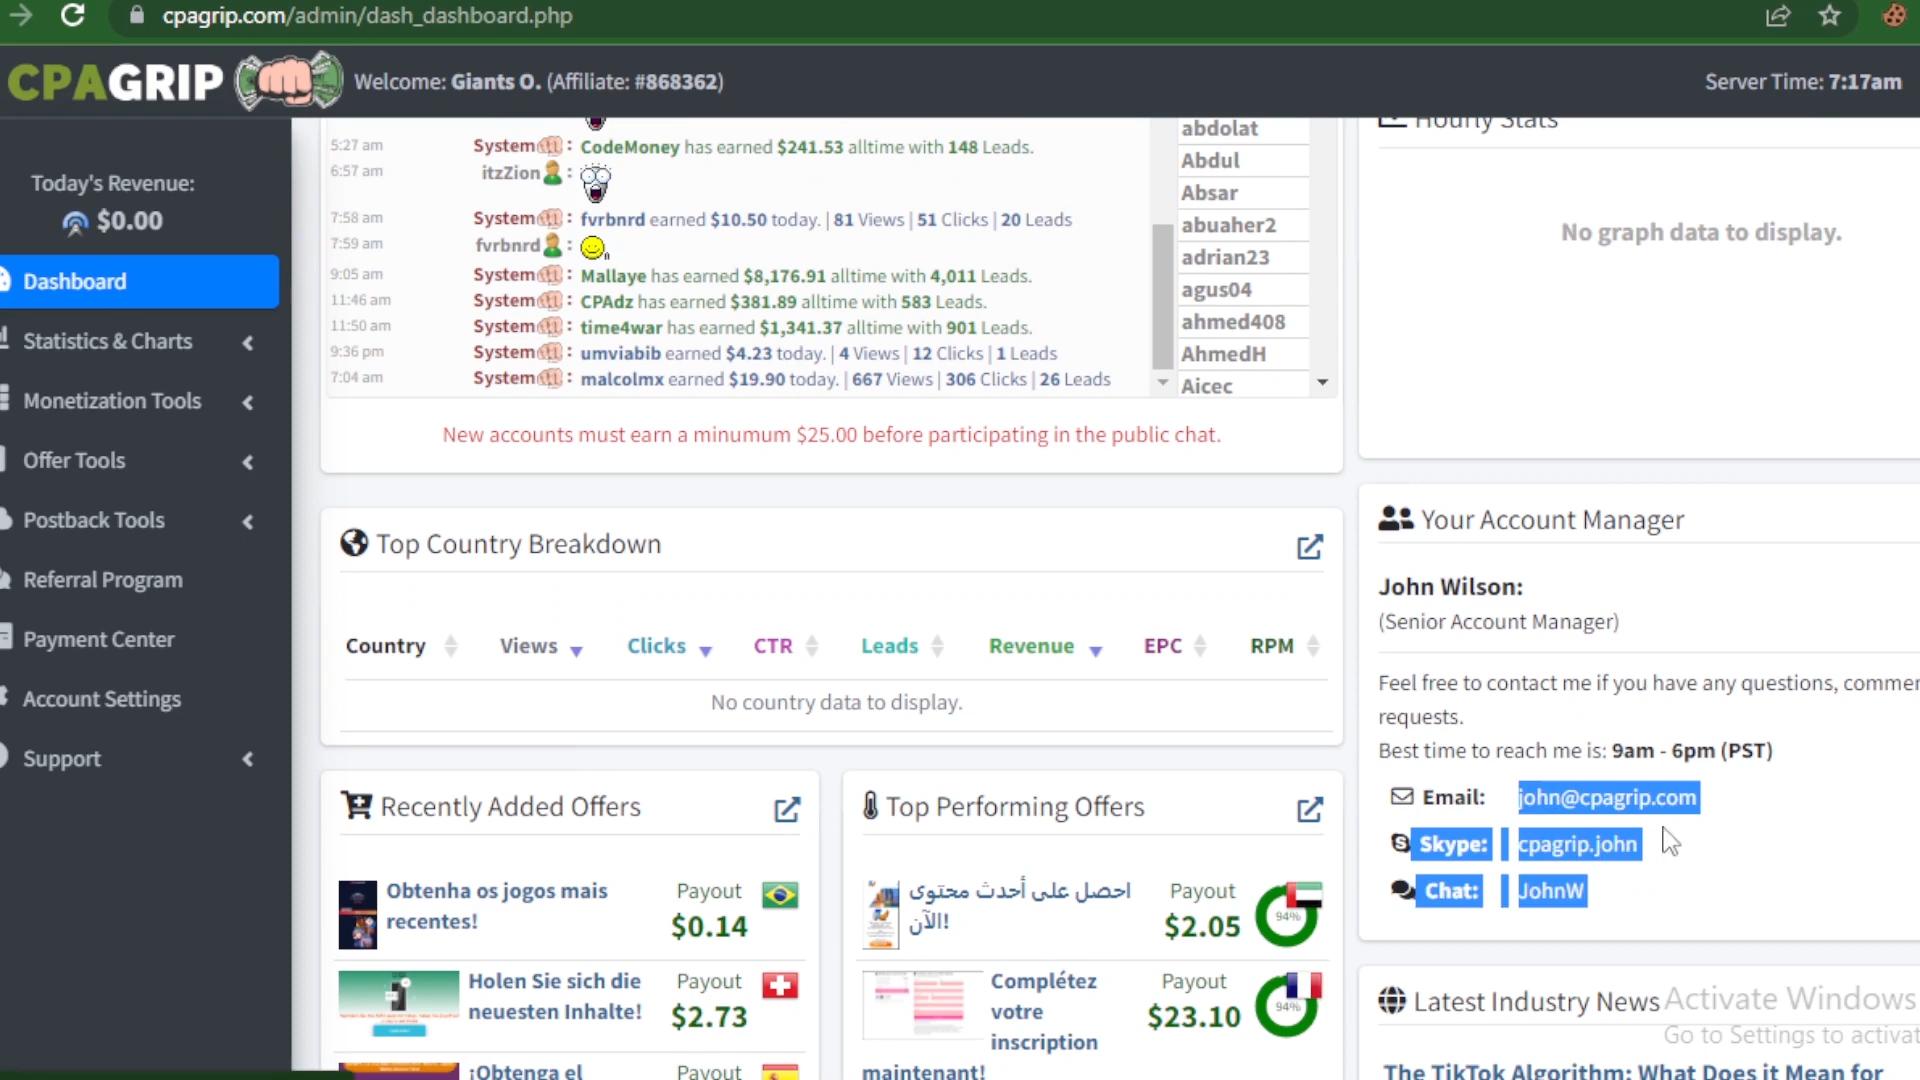 cpagrip.com/admin/dash_dashboard.php
CPAGRIP
Welcome: Giants O. (Affiliate: #868362)
Server Time: 7:17am
Today's Revenue:
$0.00
Dashboard
Statistics & Charts
Monetization Tools
Offer Tools
Postback Tools
Referral Program
Payment Center
Account Settings
Support
5:27 am System: CodeMoney has earned $241.53 alltime with 148 Leads.
6:57 am itzZion:
7:58 am System: fvrbnrd earned $10.50 today. | 81 Views | 51 Clicks | 20 Leads
7:59 am fvrbnrd:
9:05 am System: Mallaye has earned $8,176.91 alltime with 4,011 Leads.
11:46 am System: CPAdz has earned $381.89 alltime with 583 Leads.
11:50 am System: time4war has earned $1,341.37 alltime with 901 Leads.
9:36 pm System: umviabib earned $4.23 today. | 4 Views | 12 Clicks | 1 Leads
7:04 am System: malcolmx earned $19.90 today. | 667 Views | 306 Clicks | 26 Leads
abdolat
Abdul
Absar
abuaher2
adrian23
agus04
ahmed408
AhmedH
Aicec
New accounts must earn a minumum $25.00 before participating in the public chat.
Hourly Stats
No graph data to display.
Top Country Breakdown
Country Views Clicks CTR Leads Revenue EPC RPM
No country data to display.
Your Account Manager
John Wilson:
(Senior Account Manager)
Feel free to contact me if you have any questions, commen
requests.
Best time to reach me is: 9am - 6pm (PST)
Email: john@cpagrip.com
Skype: cpagrip.john
Chat: JohnW
Recently Added Offers
Obtenha os jogos mais
recentes!
Payout
$0.14
Holen Sie sich die
neuesten Inhalte!
Payout
$2.73
¡Obtenga el
Payout
Top Performing Offers
احصل على أحدث محتوى
الآن!
Payout
$2.05
94%
Complétez
votre
inscription
maintenant!
Payout
$23.10
94%
Latest Industry News
The TikTok Algorithm: What Does it Mean for
Activate Windows
Go to Settings to activat